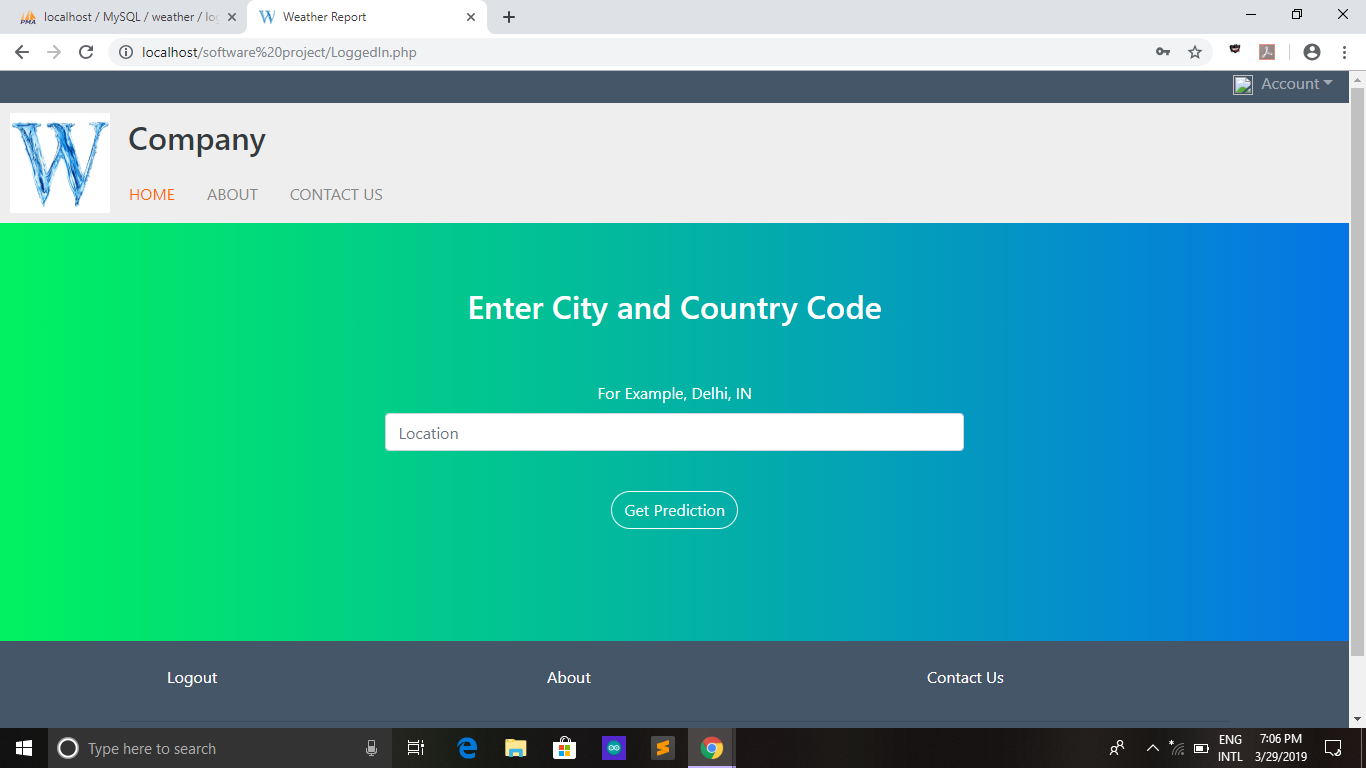 localhost / MySQL / weather / lo
Weather Report
localhost/software%20project/LoggedIn.php
Account
W
Company
HOME ABOUT CONTACT US
Enter City and Country Code
For Example, Delhi, IN
Location
Get Prediction
Logout About Contact Us
Type here to search
ENG
INTL
7:06 PM
3/29/2019